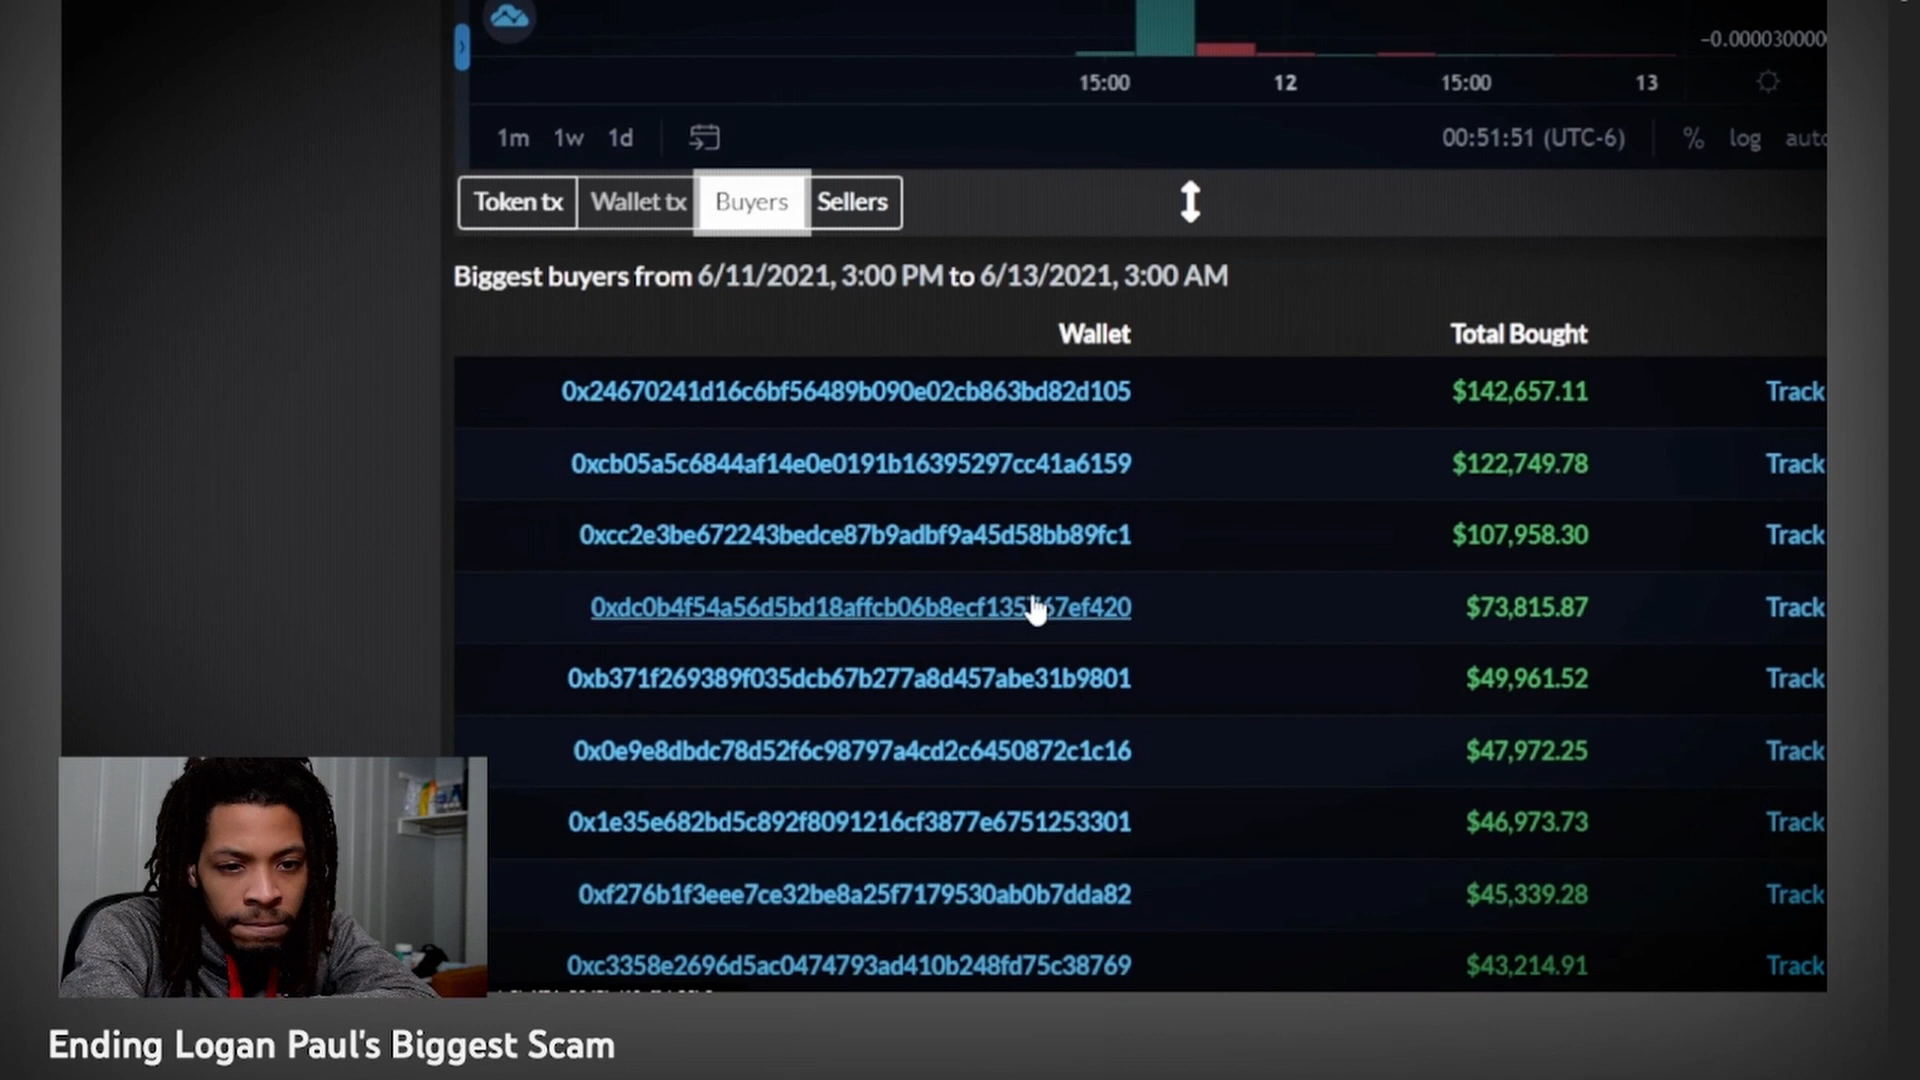 -0.000003000
15:00 12 15:00 13
1m 1w 1d 00:51:51 (UTC-6) % log auto
Token tx Wallet tx Buyers Sellers
Biggest buyers from 6/11/2021, 3:00 PM to 6/13/2021, 3:00 AM
Wallet Total Bought
0x24670241d16c6bf56489b090e02cb863bd82d105 $142,657.11 Track
0xcb05a5c6844af14e0e0191b16395297cc41a6159 $122,749.78 Track
0xcc2e3be672243bedce87b9adbf9a45d58bb89fc1 $107,958.30 Track
$73,815.87 Track
0xb371f269389f035dcb67b277a8d457abe31b9801 $49,961.52 Track
0x0e9e8dbdc78d52f6c98797a4cd2c6450872c1c16 $47,972.25 Track
0x1e35e682bd5c892f8091216cf3877e6751253301 $46,973.73 Track
0xf276b1f3eee7ce32be8a25f7179530ab0b7dda82 $45,339.28 Track
0xc3358e2696d5ac0474793ad410b248fd75c38769 $43,214.91 Track
Ending Logan Paul's Biggest Scam